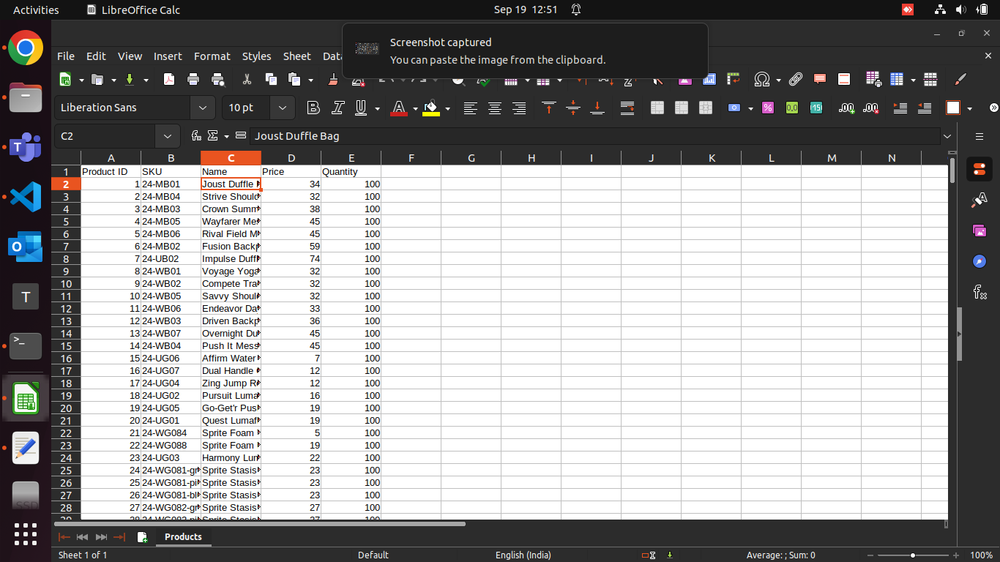 Activities LibreOffice Calc Sep 19 12:51
Screenshot captured
You can paste the image from the clipboard.
File Edit View Insert Format Styles Sheet Dat
Liberation Sans 10 pt
C2 Joust Duffle Bag
A B C D E F G H I J K L M N
1 Product ID SKU Name Price Quantity
2 1 24-MB01 Joust Duffle 34 100
3 2 24-MB04 Strive Should 32 100
4 3 24-MB03 Crown Summ 38 100
5 4 24-MB05 Wayfarer Me 45 100
6 5 24-MB06 Rival Field M 45 100
7 6 24-MB02 Fusion Backp 59 100
8 7 24-UB02 Impulse Duffl 74 100
9 8 24-WB01 Voyage Yoga 32 100
10 9 24-WB02 Compete Tra 32 100
11 10 24-WB05 Savvy Should 32 100
12 11 24-WB06 Endeavor Da 33 100
13 12 24-WB03 Driven Backp 36 100
14 13 24-WB07 Overnight Du 45 100
15 14 24-WB04 Push It Mess 45 100
16 15 24-UG06 Affirm Water 7 100
17 16 24-UG07 Dual Handle 12 100
18 17 24-UG04 Zing Jump R 12 100
19 18 24-UG02 Pursuit Luma 16 100
20 19 24-UG05 Go-Get'r Pus 19 100
21 20 24-UG01 Quest Lumaf 19 100
22 21 24-WG084 Sprite Foam 5 100
23 22 24-WG088 Sprite Foam 19 100
24 23 24-UG03 Harmony Lum 22 100
25 24 24-WG081-gr Sprite Stasis 23 100
26 25 24-WG081-pi Sprite Stasis 23 100
27 26 24-WG081-bl Sprite Stasis 23 100
28 27 24-WG082-gr Sprite Stasis 27 100
29 28 24-WG082-pi Sprite Stasis 27 100
Products
Sheet 1 of 1 Default English (India) Average: ; Sum: 0 100%